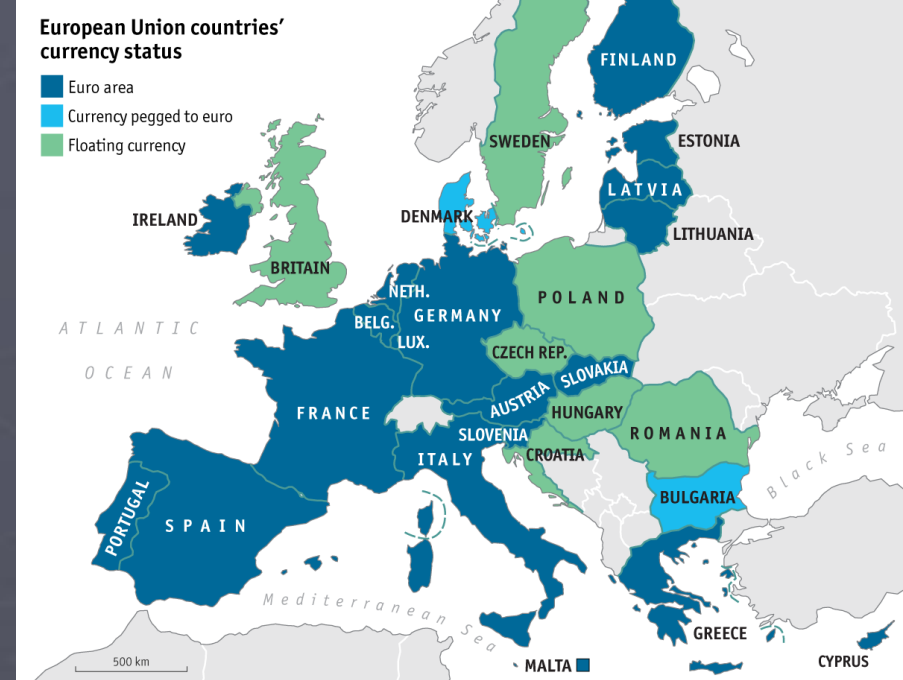 European Union countries’
currency status
Euro area
Currency pegged to euro
Floating currency
FINLAND
SWEDEN
ESTONIA
LATVIA
IRELAND
DENMARK
LITHUANIA
BRITAIN
NETH.
POLAND
GERMANY
BELG.
ATLANTIC
OCEAN
LUX.
CZECH REP.
SLOVAKIA
AUSTRIA
FRANCE
HUNGARY
SLOVENIA
ROMANIA
ITALY
CROATIA
Black Sea
BULGARIA
PORTUGAL
SPAIN
Mediterranean Sea
GREECE
500 km
MALTA
CYPRUS